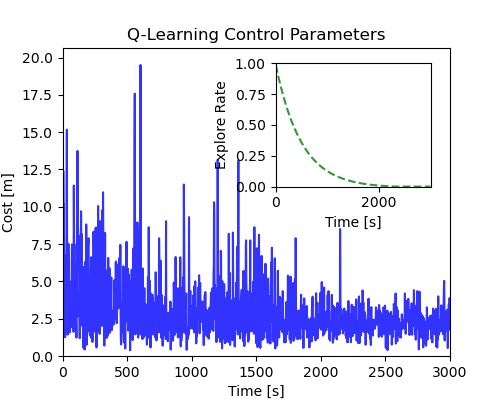 Q-Learning Control Parameters
20.0
17.5
15.0
12.5
10.0
7.5
5.0
2.5
0.0
Cost [m]
0 500 1000 1500 2000 2500 3000
Time [s]
1.00
0.75
0.50
0.25
0.00
Explore Rate
0 2000
Time [s]